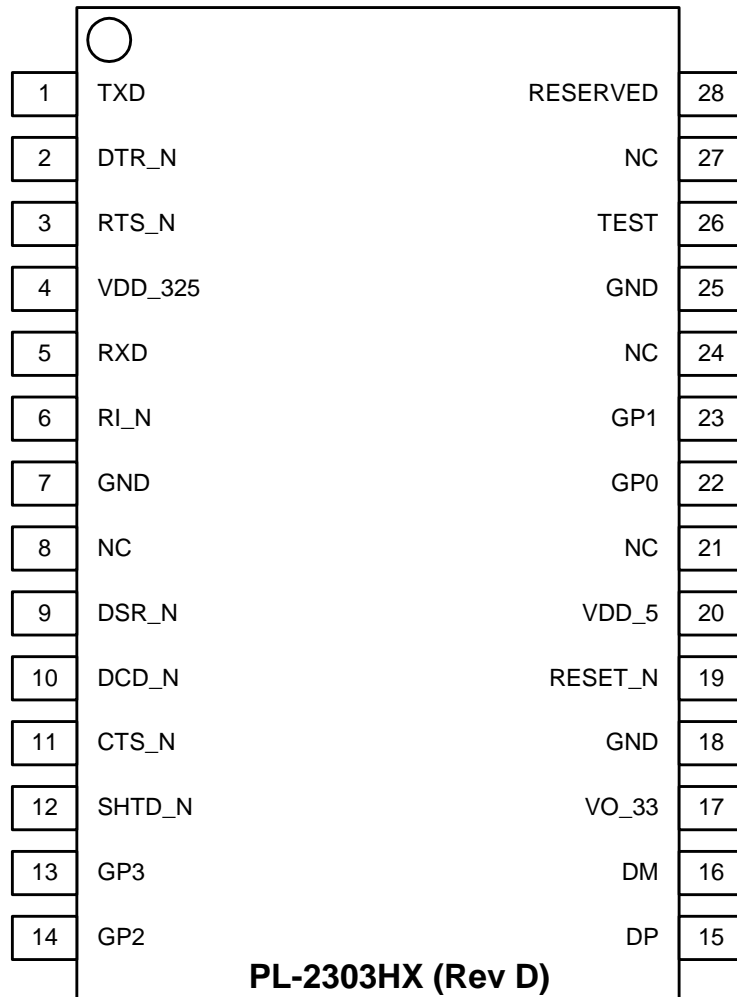 1 TXD RESERVED 28
2 DTR_N NC 27
3 RTS_N TEST 26
4 VDD_325 GND 25
5 RXD NC 24
6 RI_N GP1 23
7 GND GP0 22
8 NC NC 21
9 DSR_N VDD_5 20
10 DCD_N RESET_N 19
11 CTS_N GND 18
12 SHTD_N VO_33 17
13 GP3 DM 16
14 GP2 DP 15
PL-2303HX (Rev D)